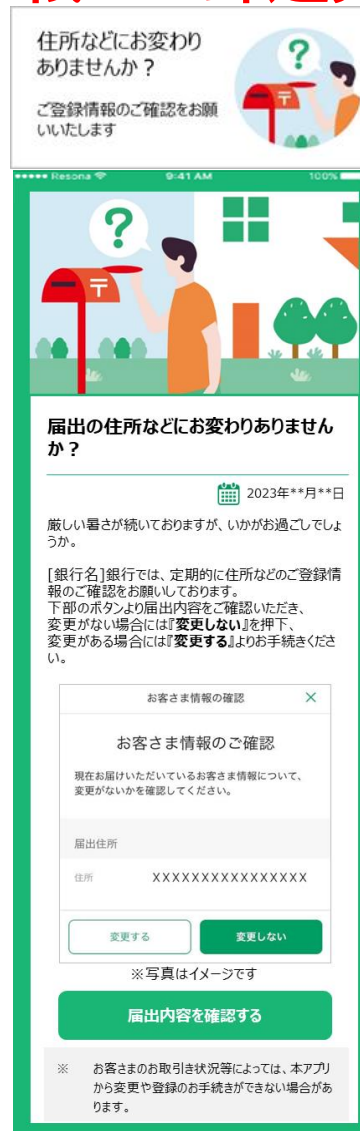 住所などにお変わり
ありませんか？
ご登録情報のご確認をお願
いいたします
Resona
9:41 AM
100%
届出の住所などにお変わりありません
か？
2023年**月**日
厳しい暑さが続いておりますが、いかがお過ごしでしょ
うか。
[銀行名]銀行では、定期的に住所などのご登録情
報のご確認をお願いしております。
下部のボタンより届出内容をご確認いただき、
変更がない場合には『変更しない』を押下、
変更がある場合には『変更する』よりお手続きくださ
い。
お客さま情報の確認 ×
お客さま情報のご確認
現在お届けいただいているお客さま情報について、
変更がないかを確認してください。
届出住所
住所 XXXXXXXXXXXXXXXX
変更する 変更しない
※写真はイメージです
届出内容を確認する
※ お客さまのお取引き状況等によっては、本アプリ
から変更や登録のお手続きができない場合があ
ります。